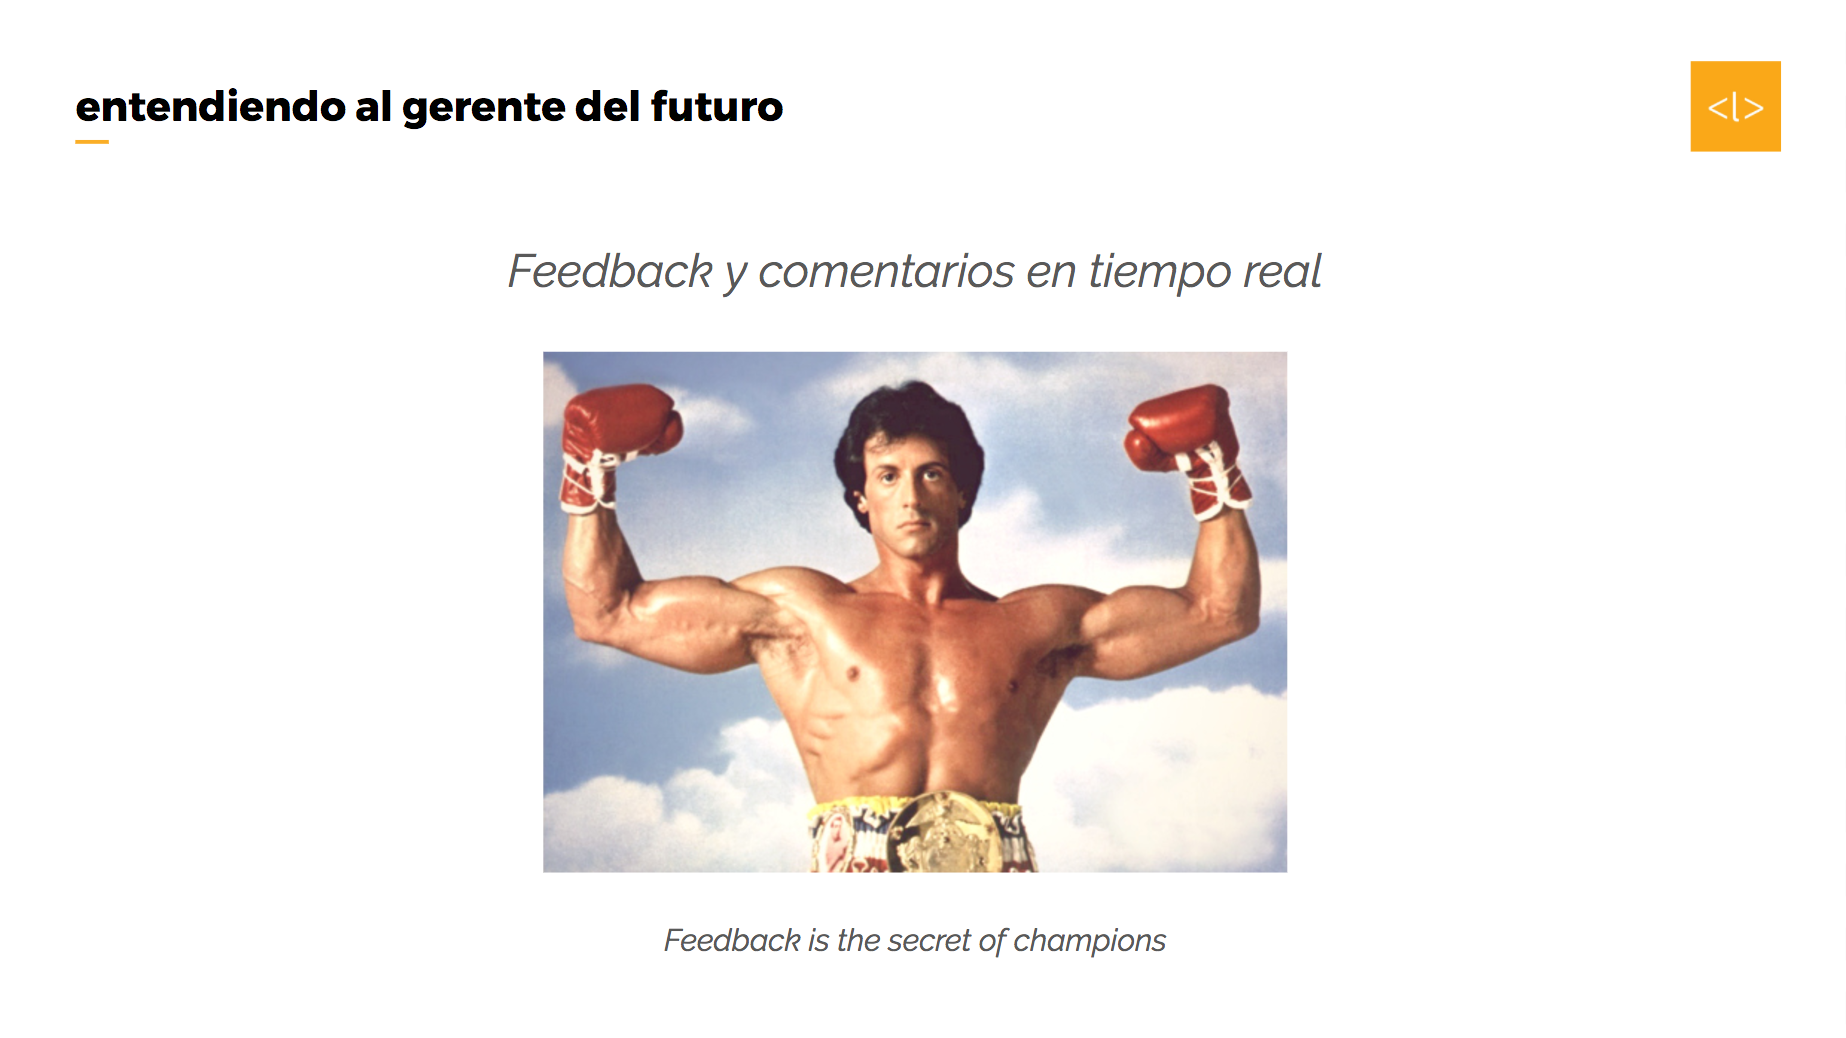 entendiendo al gerente del futuro
<l>
Feedback y comentarios en tiempo real
Feedback is the secret of champions